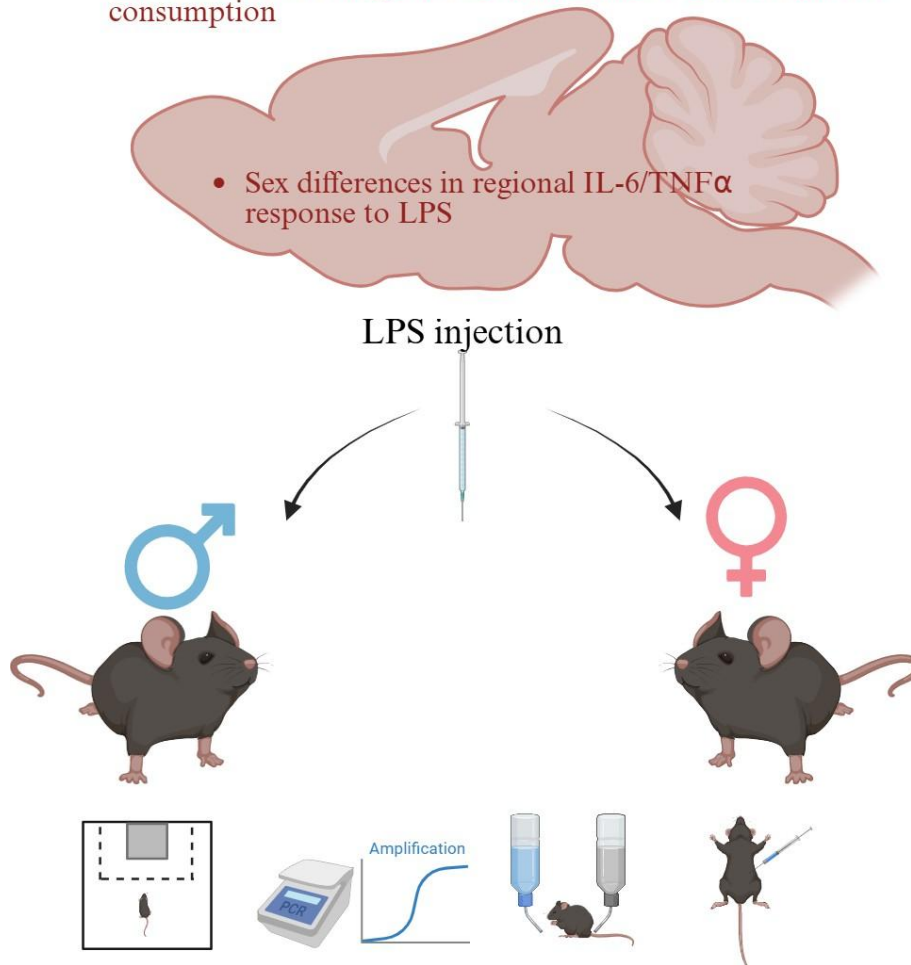 consumption
• Sex differences in regional IL-6/TNFα
response to LPS
LPS injection
Amplification
PCR